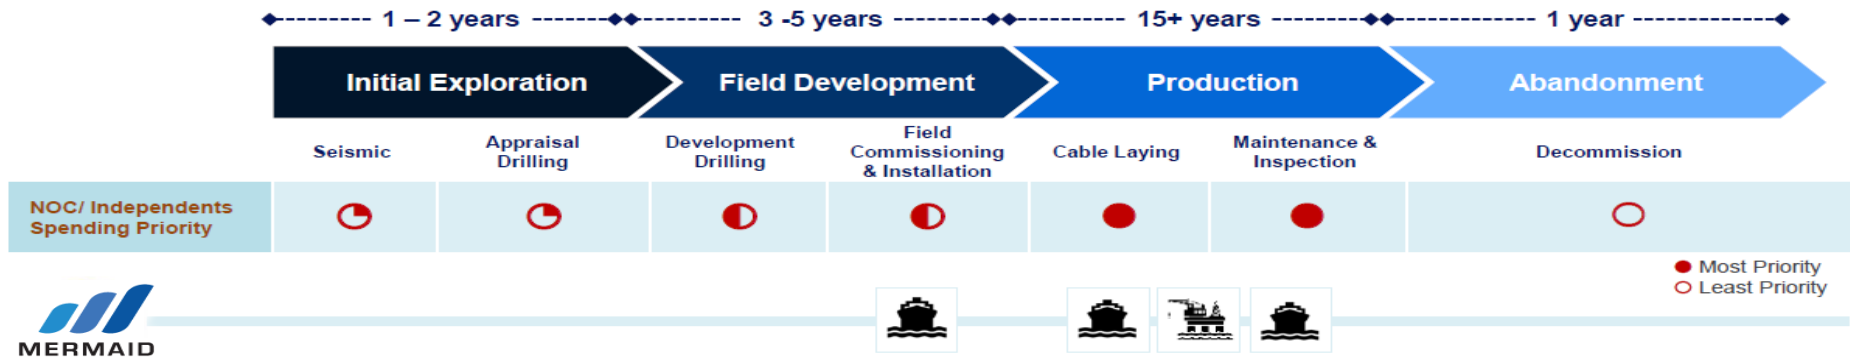 1 – 2 years
3 -5 years
15+ years
1 year
Initial Exploration
Field Development
Production
Abandonment
Seismic
Appraisal
Drilling
Development
Drilling
Field
Commissioning
& Installation
Cable Laying
Maintenance &
Inspection
Decommission
NOC/ Independents
Spending Priority
Most Priority
Least Priority
MERMAID